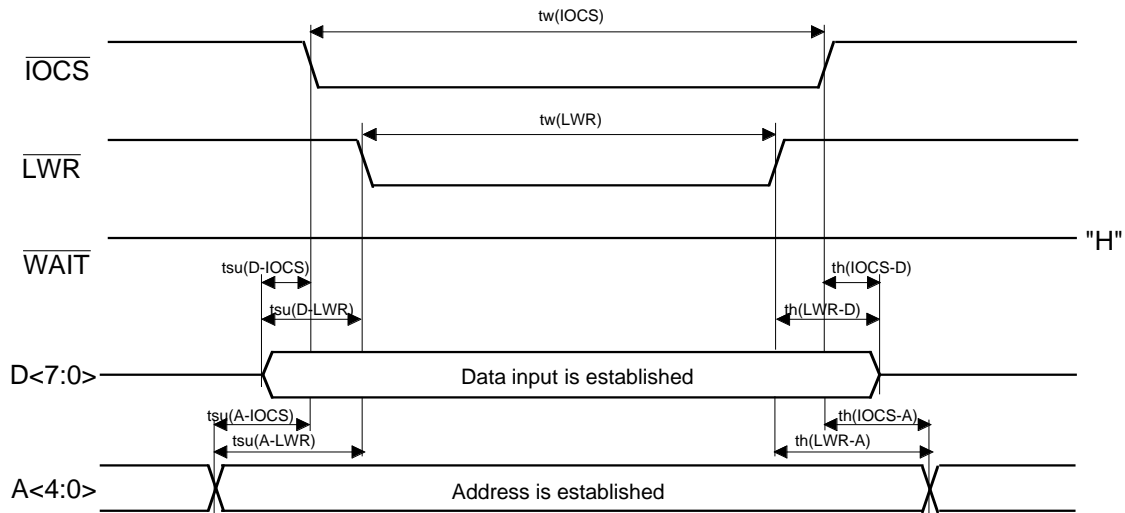 tw(IOCS)
IOCS
tw(LWR)
LWR
"H"
WAIT
tsu(D-IOCS)
th(IOCS-D)
tsu(D-LWR)
th(LWR-D)
D<7:0>
Data input is established
tsu(A-IOCS)
th(IOCS-A)
tsu(A-LWR)
th(LWR-A)
A<4:0>
Address is established